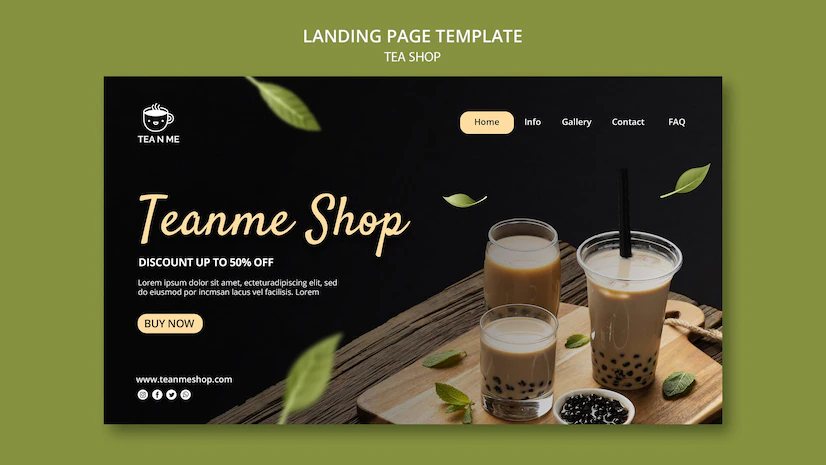 LANDING PAGE TEMPLATE
TEA SHOP
TEA N ME
Home Info Gallery Contact FAQ
Teanme Shop
DISCOUNT UP TO 50% OFF
Lorem ipsum dolor sit amet, ecteturadipiscing elit, sed
do eiusmod por incmsan lacus vel facilisis. Lorem
BUY NOW
www.teanmeshop.com